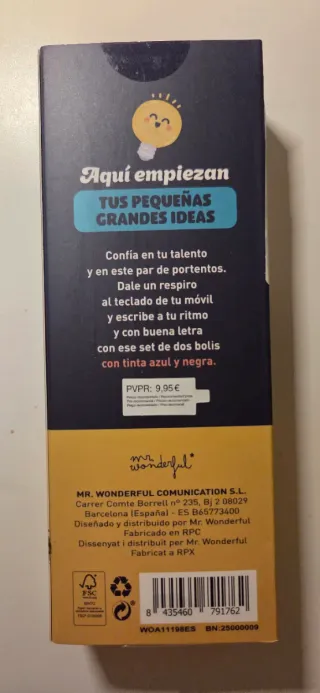 Aquí empiezan
TUS PEQUEÑAS
GRANDES IDEAS
Confía en tu talento
y en este par de portentos.
Dale un respiro
al teclado de tu móvil
y escribe a tu ritmo
y con buena letra
con ese set de dos bolis
con tinta azul y negra.
PVPR: 9,95€
mr.
wonderful*
MR. WONDERFUL COMUNICATION S.L.
Carrer Comte Borrell nº 235, Bj 2 08029
Barcelona (España) - ES B65773400
Diseñado y distribuido por Mr. Wonderful
Fabricado en RPC
Dissenyat i distribuït per Mr. Wonderful
Fabricat a RPX
FSC
8 435460 791762
WOA11198ES BN:25000009